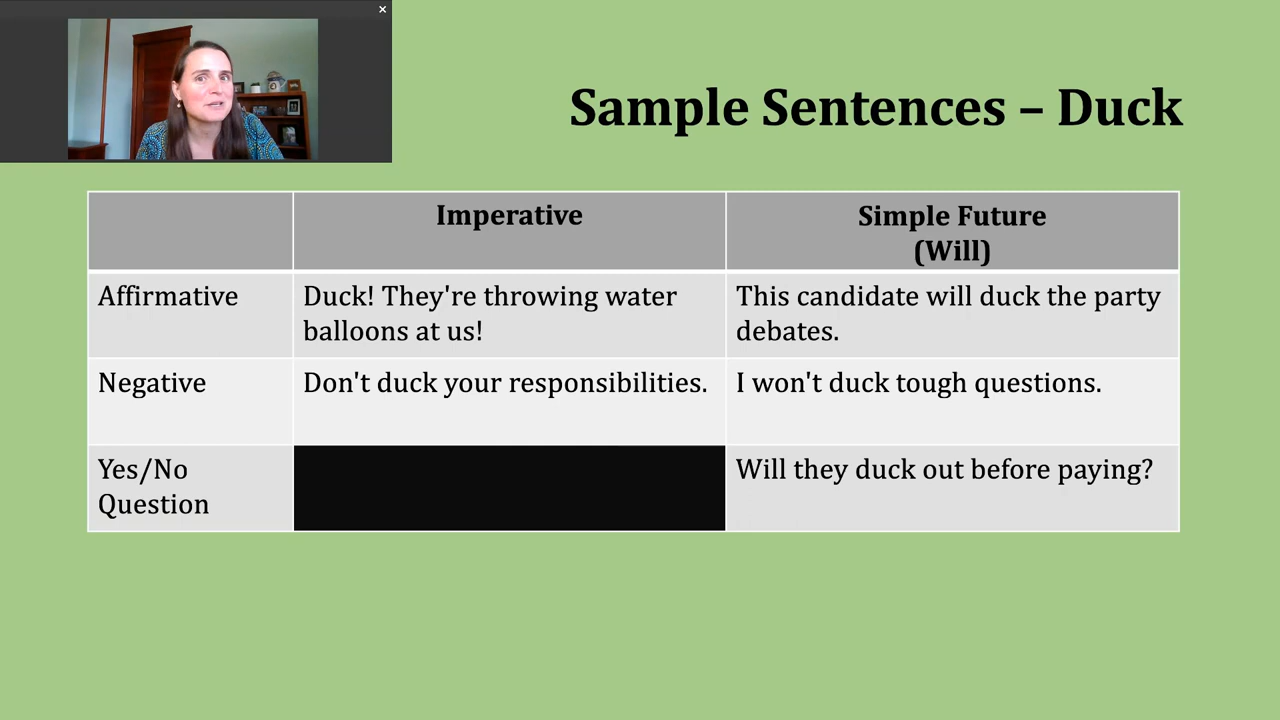 Sample Sentences – Duck
Imperative
Simple Future
(Will)
Affirmative
Duck! They're throwing water
balloons at us!
This candidate will duck the party
debates.
Negative
Don't duck your responsibilities.
I won't duck tough questions.
Yes/No
Question
Will they duck out before paying?